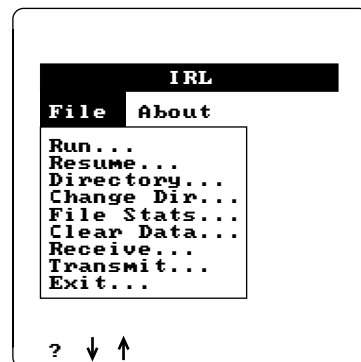 IRL
File About
Run...
Resume...
Directory...
Change Dir...
File Stats...
Clear Data...
Receive...
Transmit...
Exit...
? ↓ ↑